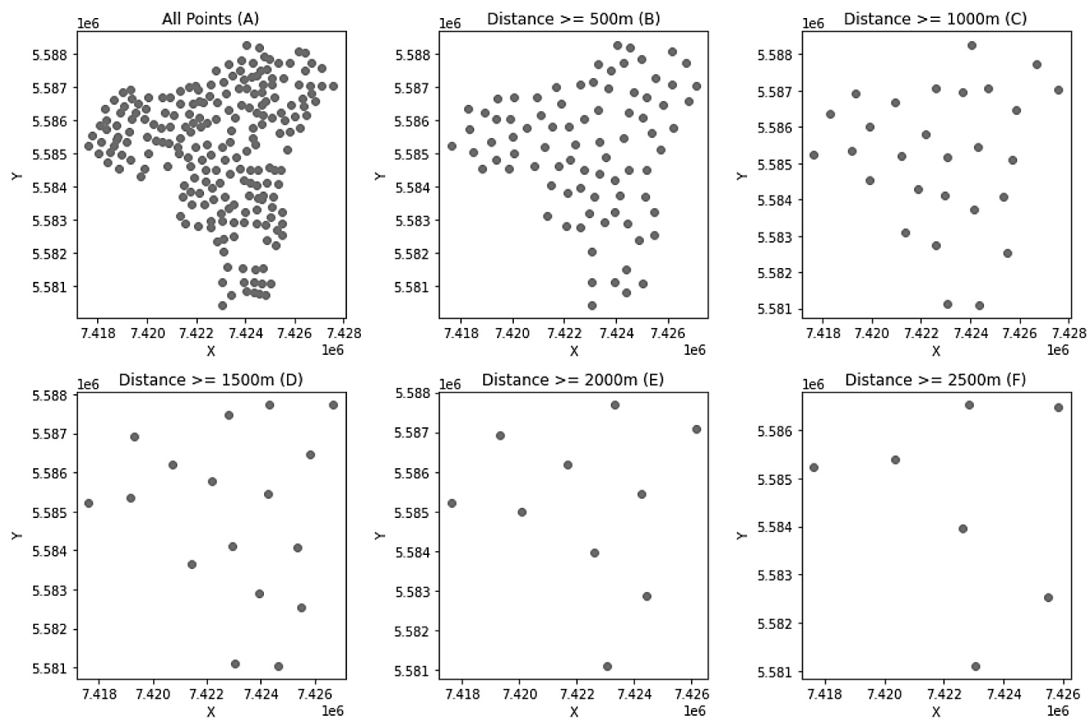 All Points (A)
1e6
5.588
5.587
5.586
5.585
5.584
5.583
5.582
5.581
Y
7.418 7.420 7.422 7.424 7.426 7.428
X
1e6
Distance >= 500m (B)
1e6
5.588
5.587
5.586
5.585
5.584
5.583
5.582
5.581
Y
7.418 7.420 7.422 7.424 7.426
X
1e6
Distance >= 1000m (C)
1e6
5.588
5.587
5.586
5.585
5.584
5.583
5.582
5.581
Y
7.418 7.420 7.422 7.424 7.426 7.428
X
1e6
Distance >= 1500m (D)
1e6
5.588
5.587
5.586
5.585
5.584
5.583
5.582
5.581
Y
7.418 7.420 7.422 7.424 7.426
X
1e6
Distance >= 2000m (E)
1e6
5.588
5.587
5.586
5.585
5.584
5.583
5.582
5.581
Y
7.418 7.420 7.422 7.424 7.426
X
1e6
Distance >= 2500m (F)
1e6
5.586
5.585
5.584
5.583
5.582
5.581
Y
7.418 7.420 7.422 7.424 7.426
X
1e6